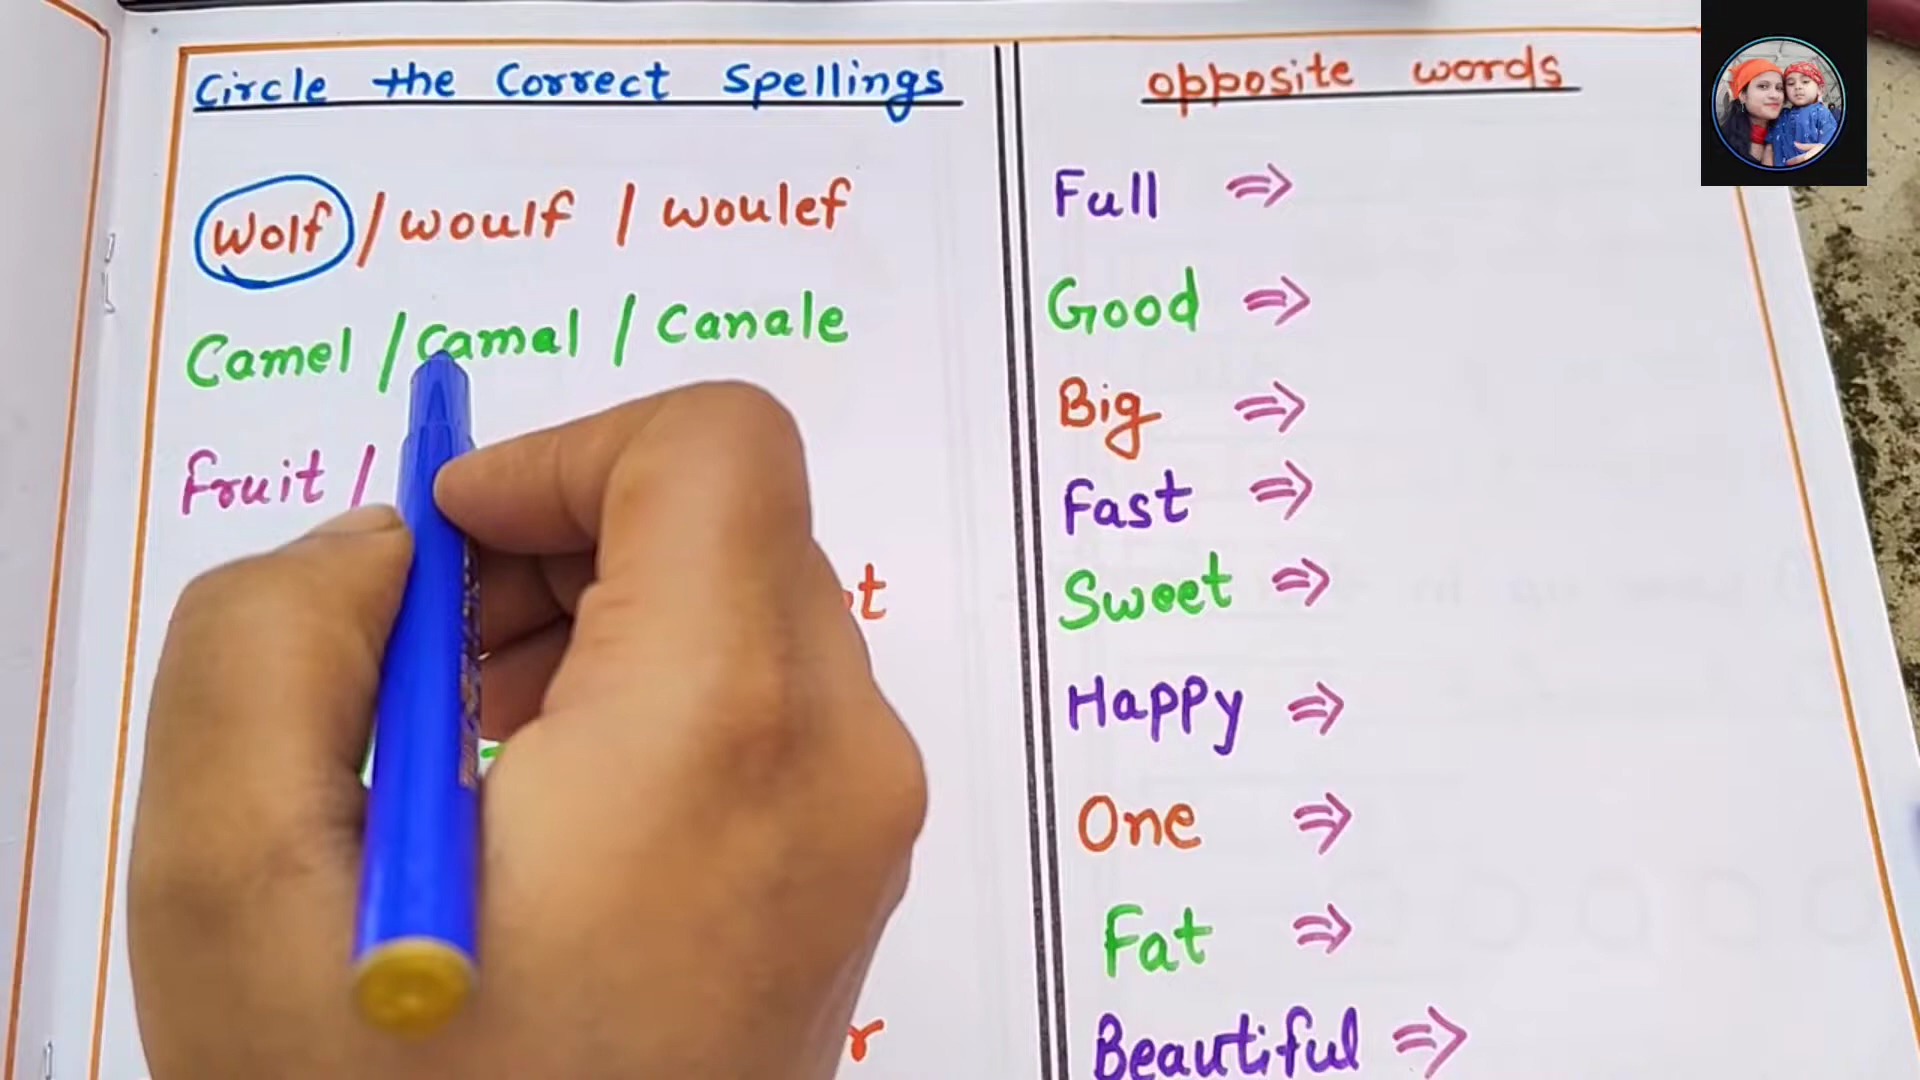 Circle the Correct Spellings
Wolf / woulf / woulef
Camel / Camal / Canale
Fruit /
opposite words
Full ⇒
Good ⇒
Big ⇒
Fast ⇒
Sweet ⇒
Happy ⇒
One ⇒
Fat ⇒
Beautiful ⇒